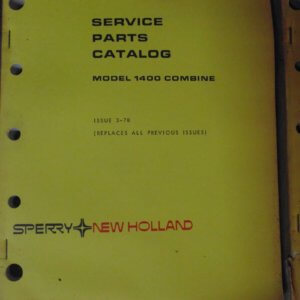 SERVICE
PARTS
CATALOG
MODEL 1400 COMBINE
ISSUE 3-78
(REPLACES ALL PREVIOUS ISSUES)
SPERRY NEW HOLLAND